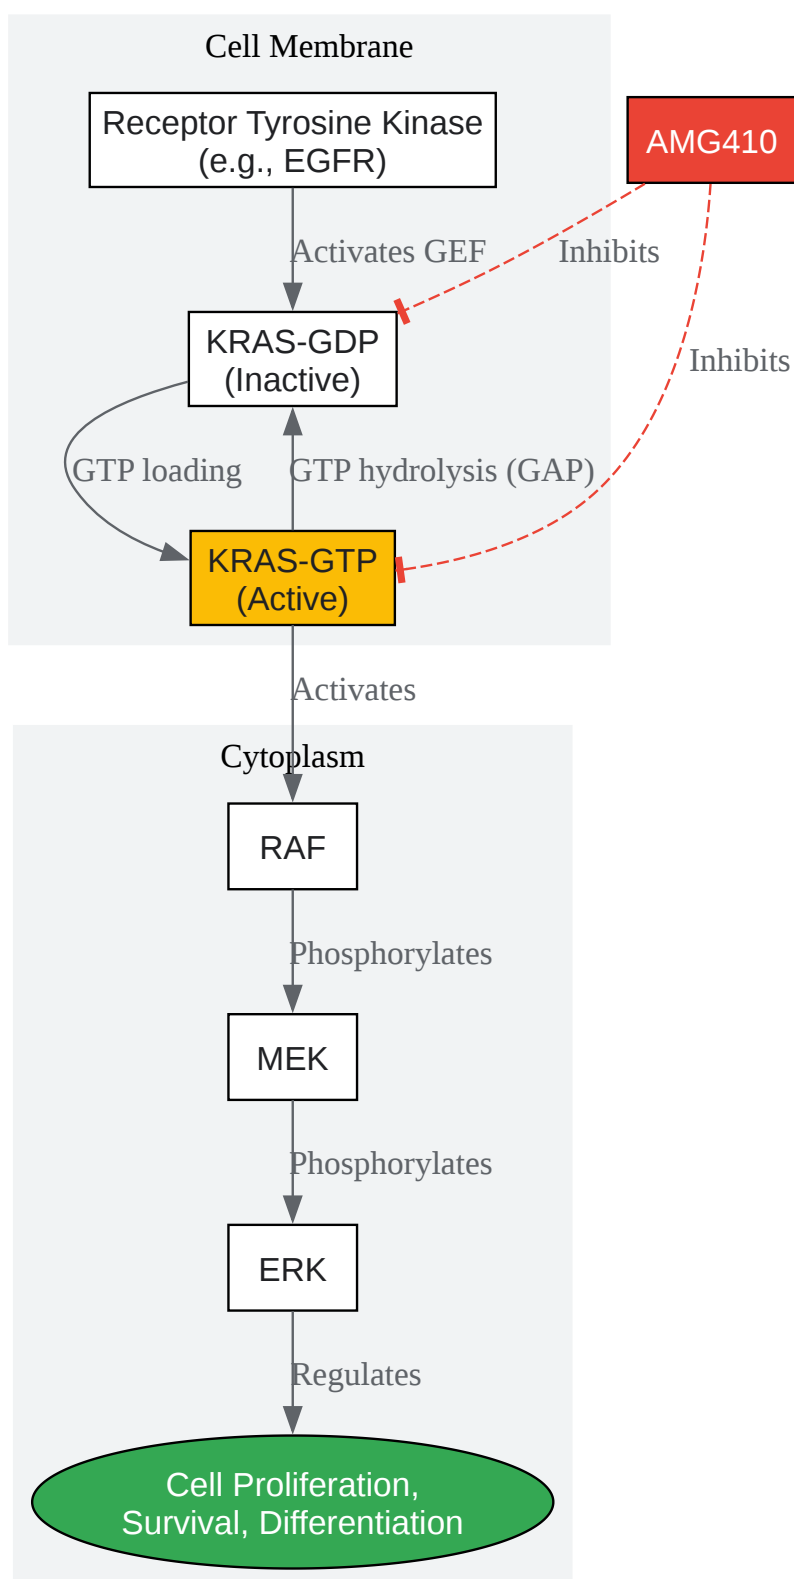 Cell Membrane
Receptor Tyrosine Kinase
(e.g., EGFR)
AMG410
Activates GEF
Inhibits
KRAS-GDP
(Inactive)
Inhibits
GTP loading
GTP hydrolysis (GAP)
KRAS-GTP
(Active)
Activates
Cytoplasm
RAF
Phosphorylates
MEK
Phosphorylates
ERK
Regulates
Cell Proliferation,
Survival, Differentiation